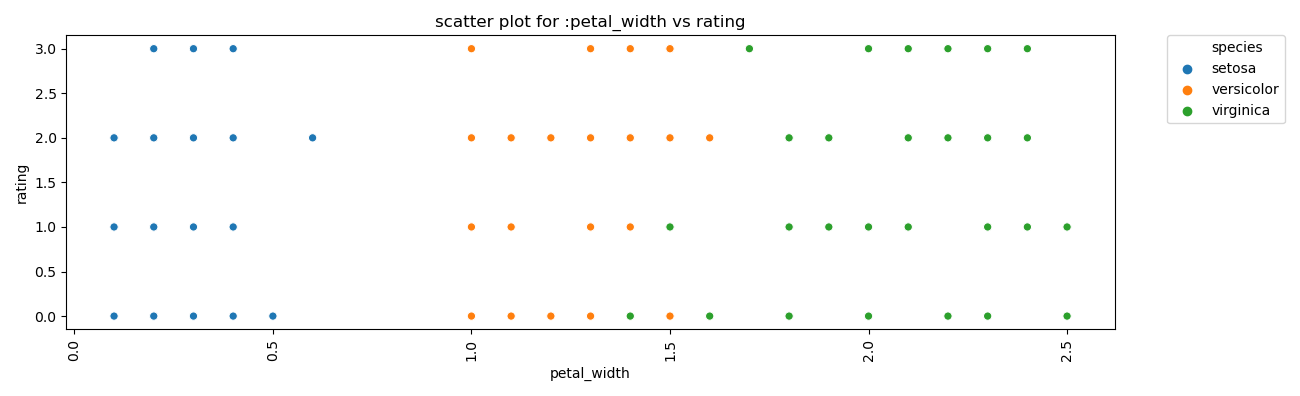 scatter plot for :petal_width vs rating
3.0
2.5
2.0
1.5
1.0
0.5
0.0
rating
0.0
0.5
1.0
1.5
2.0
2.5
petal_width
species
setosa
versicolor
virginica